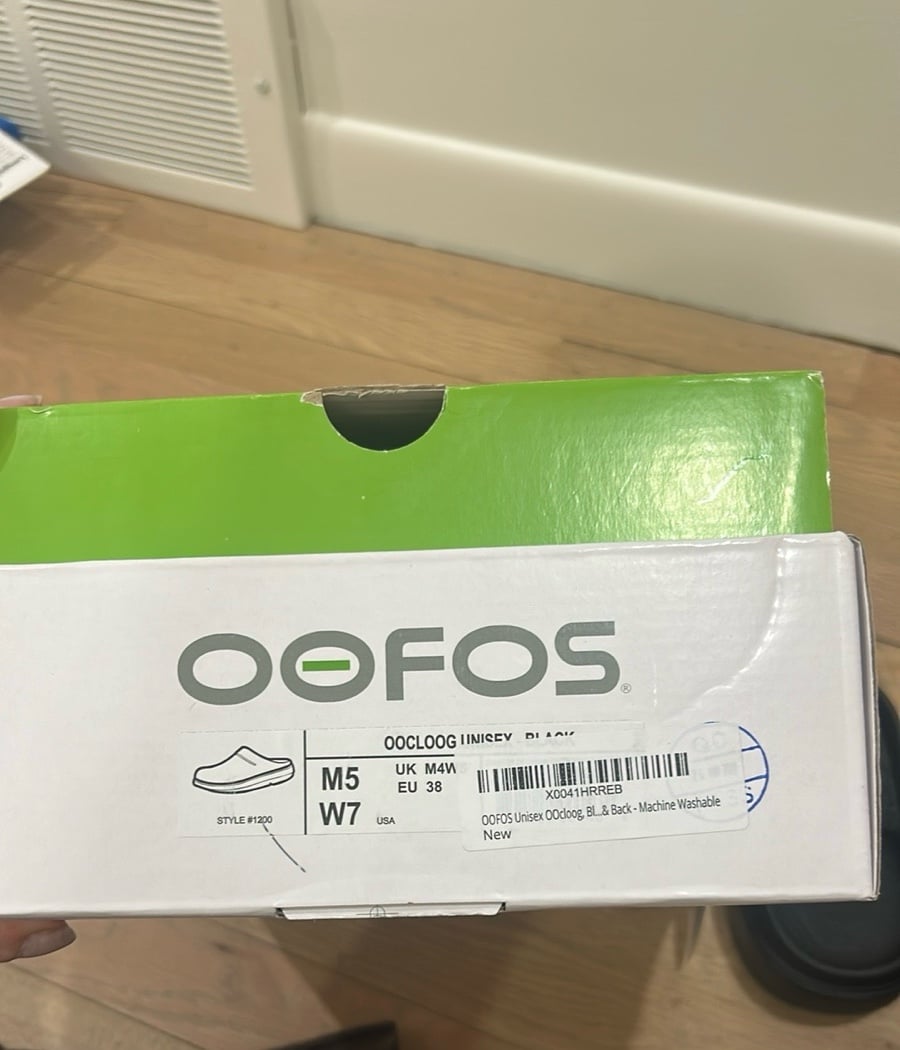 OOFOS®
OOCLOOG UNISEX - BLACK
M5
W7
UK M4W
EU 38
USA
STYLE #1200
X0041HRREB
OOFOS Unisex OOcloog, Bl...& Back - Machine Washable
New
QC